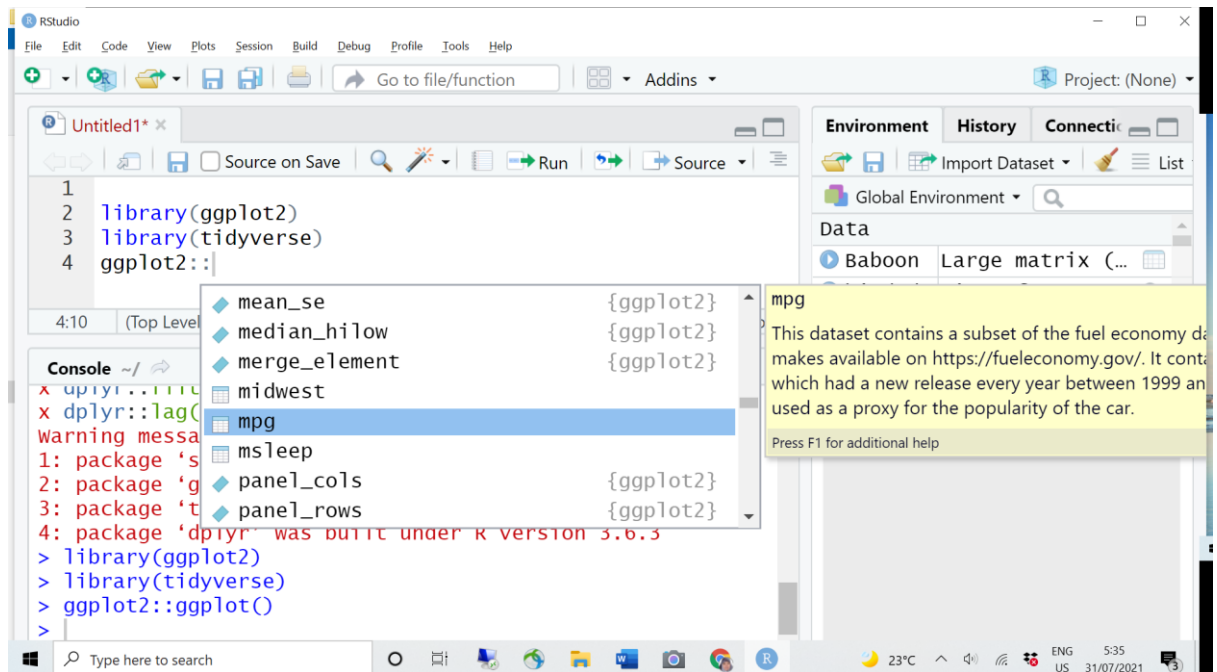 RStudio
File Edit Code View Plots Session Build Debug Profile Tools Help
Go to file/function Addins Project: (None)
Untitled1*
Source on Save Run Source
1
2 library(ggplot2)
3 library(tidyverse)
4 ggplot2::
4:10 (Top Level
mean_se {ggplot2}
median_hilow {ggplot2}
merge_element {ggplot2}
midwest
mpg
msleep
panel_cols {ggplot2}
panel_rows {ggplot2}
Console ~/
x dplyr::lag(
Warning messa
1: package ‘s
2: package ‘g
3: package ‘t
4: package ‘dplyr’ was built under R version 3.6.3
> library(ggplot2)
> library(tidyverse)
> ggplot2::ggplot()
>
Environment History Connectic
Import Dataset List
Global Environment
Data
Baboon Large matrix (…
mpg
This dataset contains a subset of the fuel economy da
makes available on https://fueleconomy.gov/. It conta
which had a new release every year between 1999 an
used as a proxy for the popularity of the car.
Press F1 for additional help
Type here to search
23°C
ENG 5:35
US 31/07/2021
3